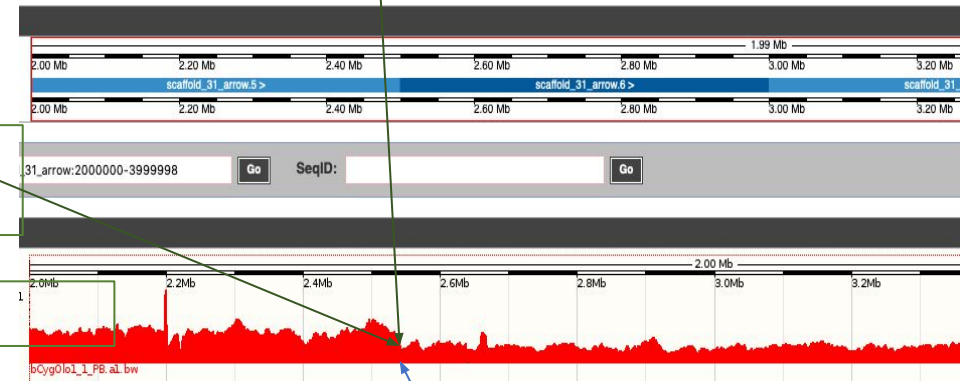 1.99 Mb
2.00 Mb 2.20 Mb 2.40 Mb 2.60 Mb 2.80 Mb 3.00 Mb 3.20 Mb
scaffold_31_arrow.5 > scaffold_31_arrow.6 > scaffold_31_
2.00 Mb 2.20 Mb 2.40 Mb 2.60 Mb 2.80 Mb 3.00 Mb 3.20 Mb
_31_arrow:2000000-3999998 Go SeqID: Go
2.00 Mb
2.0Mb 2.2Mb 2.4Mb 2.6Mb 2.8Mb 3.0Mb 3.2Mb
1
bCygOlo1_1_PB.a1.bw